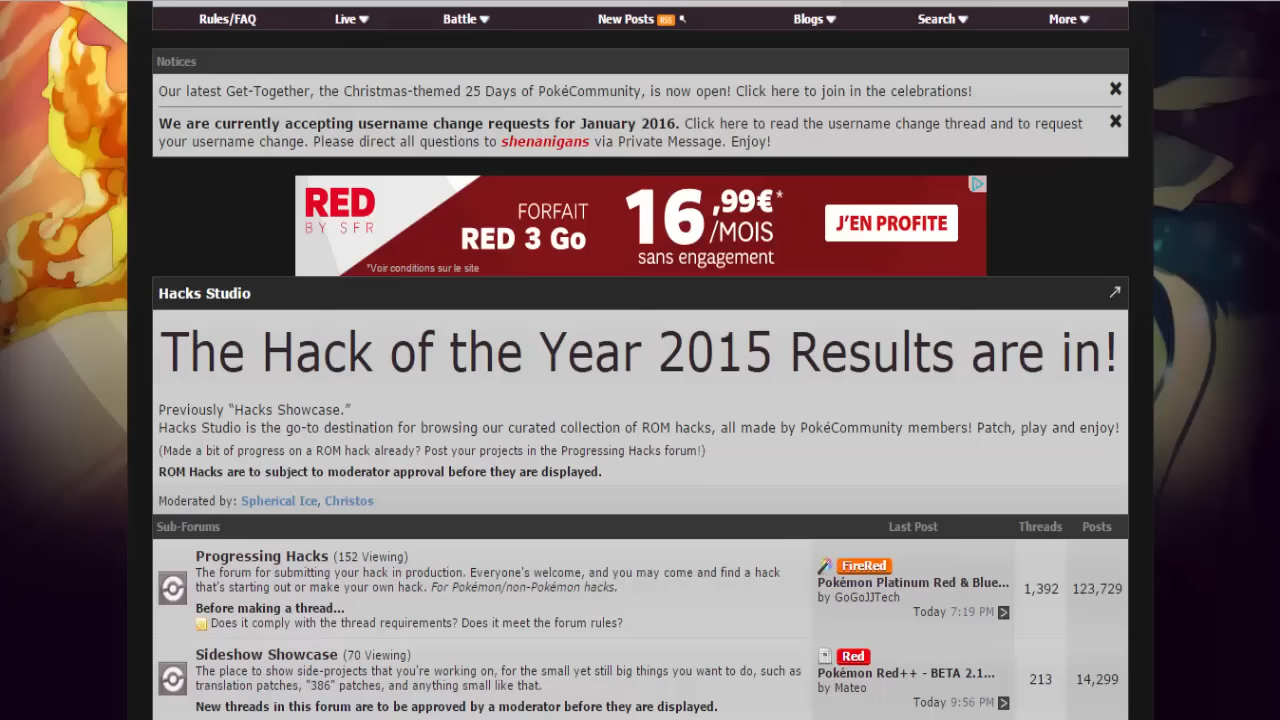 Rules/FAQ Live Battle New Posts RSS Blogs Search More
Notices
Our latest Get-Together, the Christmas-themed 25 Days of PokéCommunity, is now open! Click here to join in the celebrations!
We are currently accepting username change requests for January 2016. Click here to read the username change thread and to request
your username change. Please direct all questions to shenanigans via Private Message. Enjoy!
RED
BY SFR
FORFAIT
RED 3 Go
16,99€*
/MOIS
sans engagement
J'EN PROFITE
*Voir conditions sur le site
Hacks Studio
The Hack of the Year 2015 Results are in!
Previously “Hacks Showcase.”
Hacks Studio is the go-to destination for browsing our curated collection of ROM hacks, all made by PokéCommunity members! Patch, play and enjoy!
(Made a bit of progress on a ROM hack already? Post your projects in the Progressing Hacks forum!)
ROM Hacks are to subject to moderator approval before they are displayed.
Moderated by: Spherical Ice, Christos
Sub-Forums Last Post Threads Posts
Progressing Hacks (152 Viewing)
The forum for submitting your hack in production. Everyone's welcome, and you may come and find a hack
that's starting out or make your own hack. For Pokémon/non-Pokémon hacks.
Before making a thread...
Does it comply with the thread requirements? Does it meet the forum rules?
FireRed
Pokémon Platinum Red & Blue...
by GoGoJJTech
Today 7:19 PM
1,392 123,729
Sideshow Showcase (70 Viewing)
The place to show side-projects that you're working on, for the small yet still big things you want to do, such as
translation patches, "386" patches, and anything small like that.
New threads in this forum are to be approved by a moderator before they are displayed.
Red
Pokémon Red++ - BETA 2.1...
by Mateo
Today 9:56 PM
213 14,299